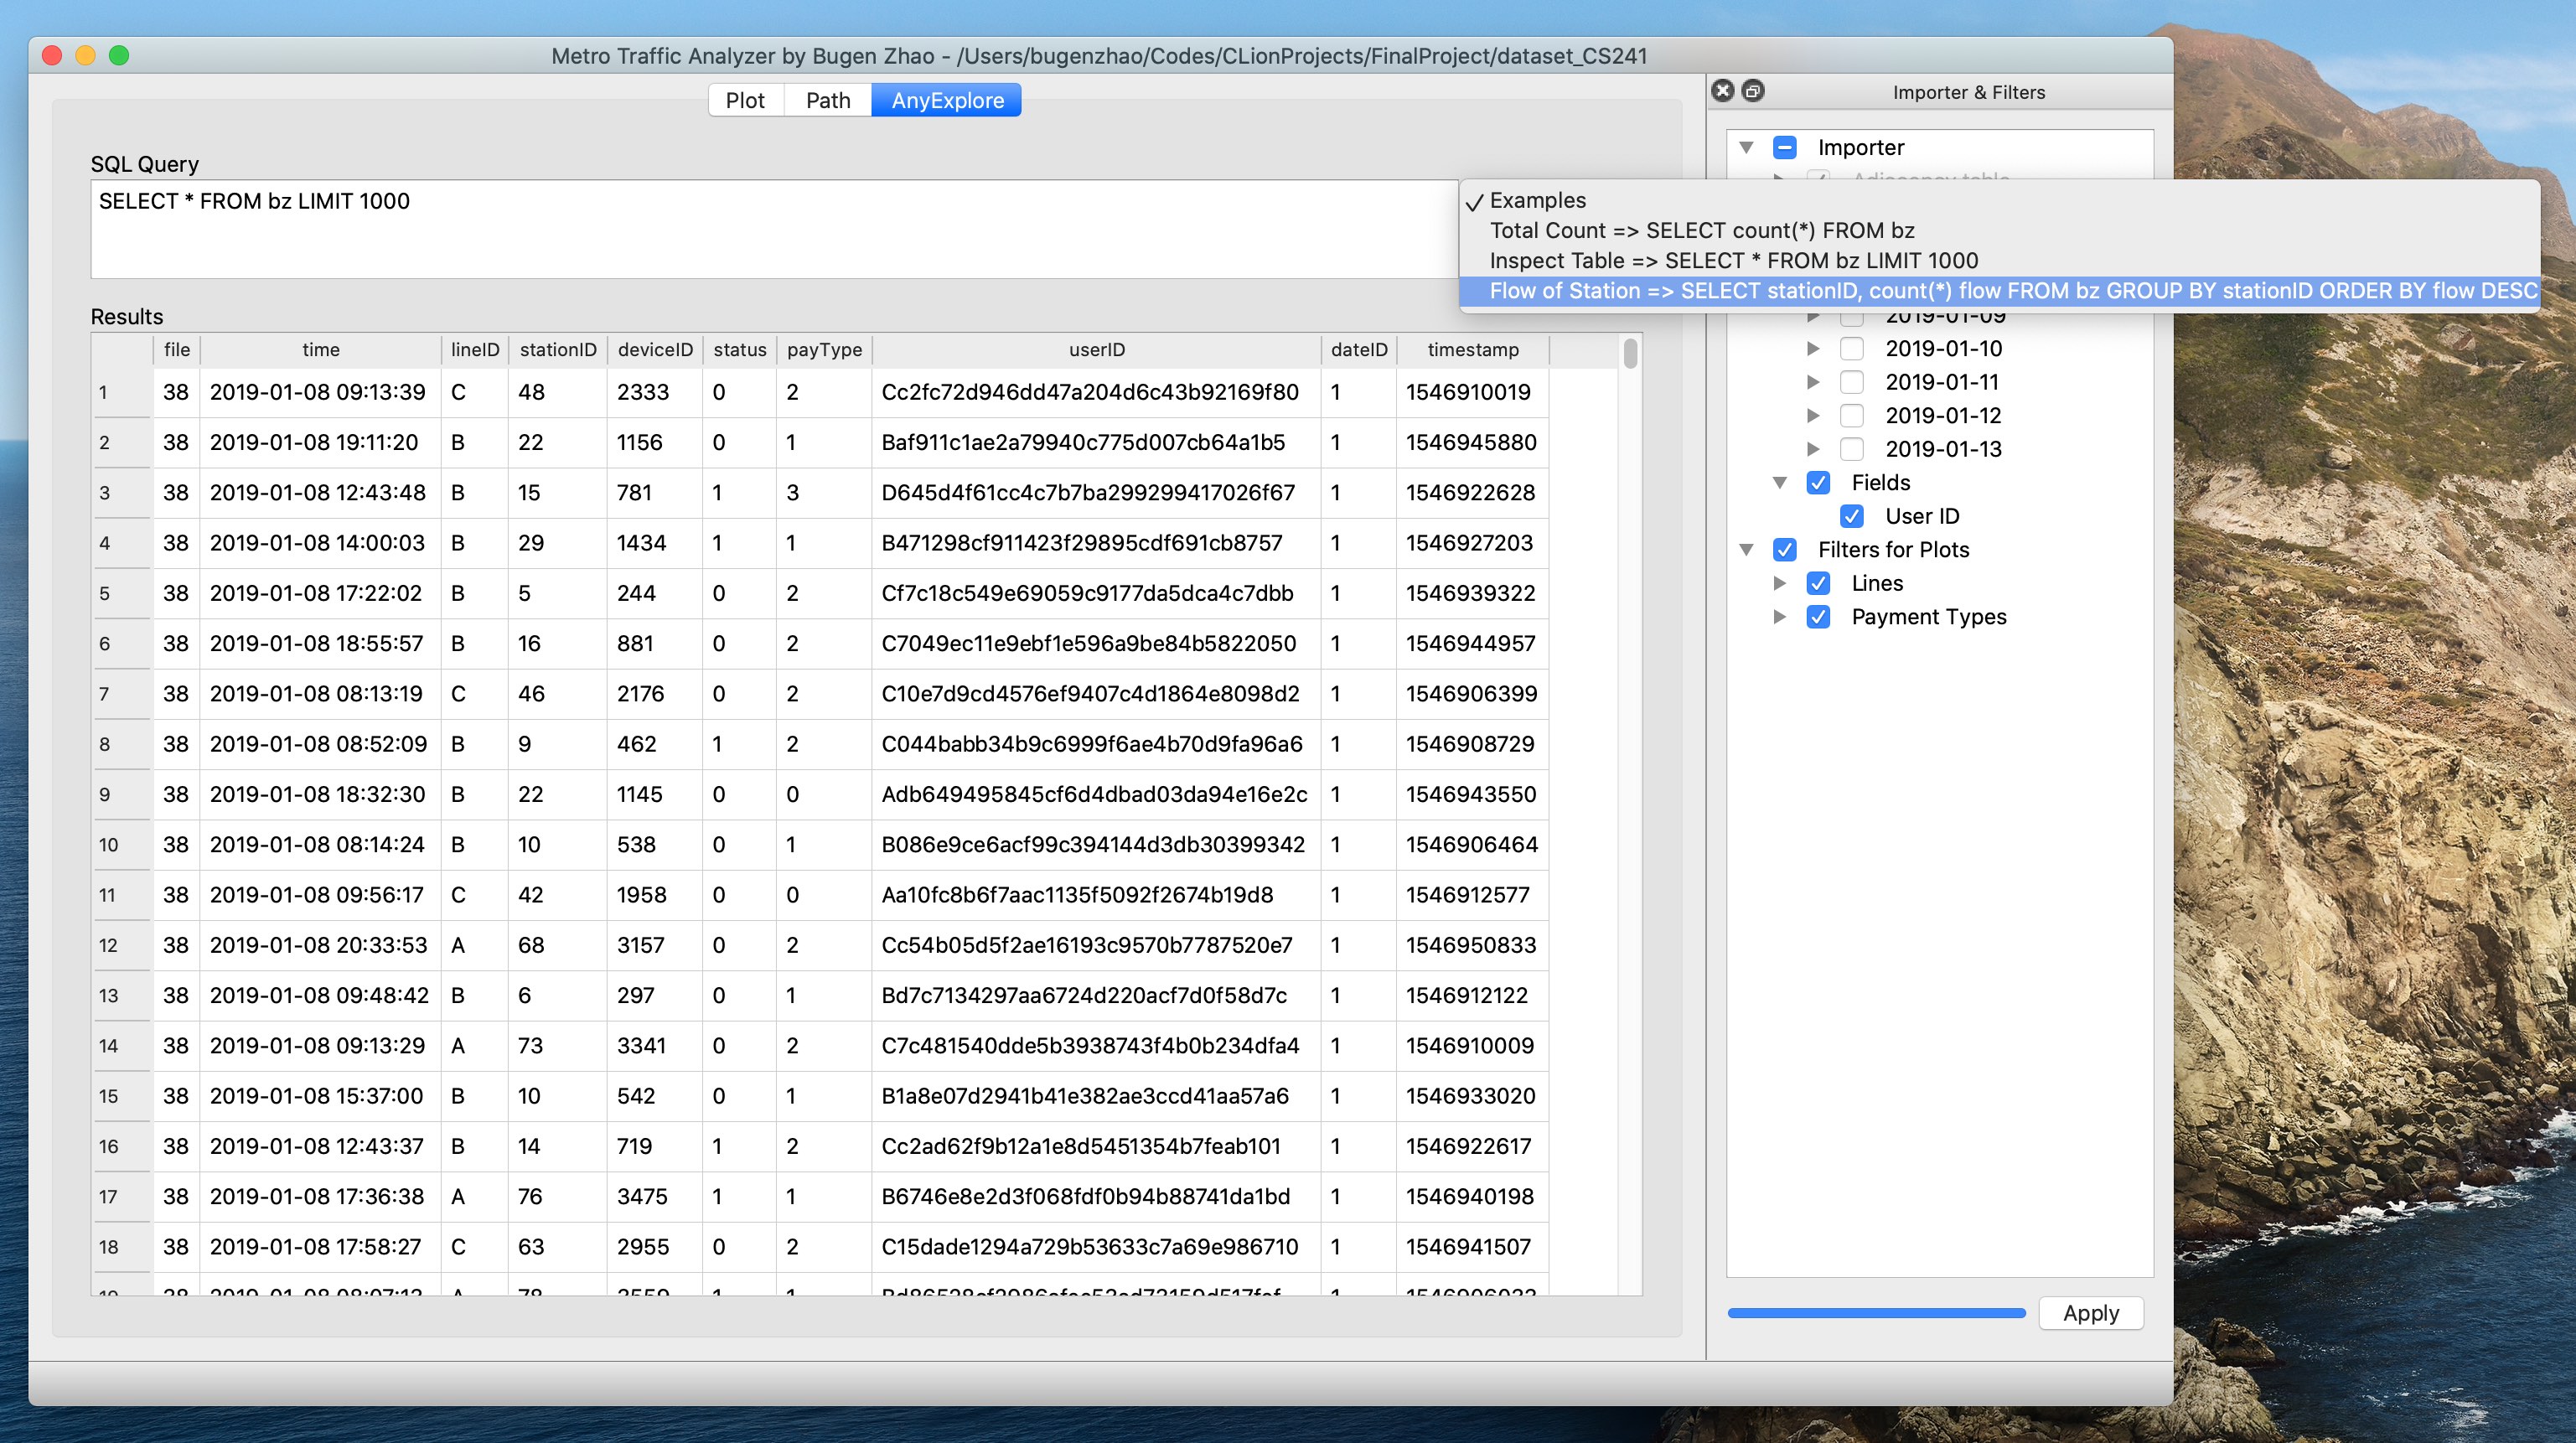 Metro Traffic Analyzer by Bugen Zhao - /Users/bugenzhao/Codes/CLionProjects/FinalProject/dataset_CS241
Plot Path AnyExplore
Importer & Filters
Importer
SQL Query
SELECT * FROM bz LIMIT 1000
Examples
Total Count => SELECT count(*) FROM bz
Inspect Table => SELECT * FROM bz LIMIT 1000
Flow of Station => SELECT stationID, count(*) flow FROM bz GROUP BY stationID ORDER BY flow DESC
2019-01-09
2019-01-10
2019-01-11
2019-01-12
2019-01-13
Fields
User ID
Filters for Plots
Lines
Payment Types
Results
file time lineID stationID deviceID status payType userID dateID timestamp
1 38 2019-01-08 09:13:39 C 48 2333 0 2 Cc2fc72d946dd47a204d6c43b92169f80 1 1546910019
2 38 2019-01-08 19:11:20 B 22 1156 0 1 Baf911c1ae2a79940c775d007cb64a1b5 1 1546945880
3 38 2019-01-08 12:43:48 B 15 781 1 3 D645d4f61cc4c7b7ba299299417026f67 1 1546922628
4 38 2019-01-08 14:00:03 B 29 1434 1 1 B471298cf911423f29895cdf691cb8757 1 1546927203
5 38 2019-01-08 17:22:02 B 5 244 0 2 Cf7c18c549e69059c9177da5dca4c7dbb 1 1546939322
6 38 2019-01-08 18:55:57 B 16 881 0 2 C7049ec11e9ebf1e596a9be84b5822050 1 1546944957
7 38 2019-01-08 08:13:19 C 46 2176 0 2 C10e7d9cd4576ef9407c4d1864e8098d2 1 1546906399
8 38 2019-01-08 08:52:09 B 9 462 1 2 C044babb34b9c6999f6ae4b70d9fa96a6 1 1546908729
9 38 2019-01-08 18:32:30 B 22 1145 0 0 Adb649495845cf6d4dbad03da94e16e2c 1 1546943550
10 38 2019-01-08 08:14:24 B 10 538 0 1 B086e9ce6acf99c394144d3db30399342 1 1546906464
11 38 2019-01-08 09:56:17 C 42 1958 0 0 Aa10fc8b6f7aac1135f5092f2674b19d8 1 1546912577
12 38 2019-01-08 20:33:53 A 68 3157 0 2 Cc54b05d5f2ae16193c9570b7787520e7 1 1546950833
13 38 2019-01-08 09:48:42 B 6 297 0 1 Bd7c7134297aa6724d220acf7d0f58d7c 1 1546912122
14 38 2019-01-08 09:13:29 A 73 3341 0 2 C7c481540dde5b3938743f4b0b234dfa4 1 1546910009
15 38 2019-01-08 15:37:00 B 10 542 0 1 B1a8e07d2941b41e382ae3ccd41aa57a6 1 1546933020
16 38 2019-01-08 12:43:37 B 14 719 1 2 Cc2ad62f9b12a1e8d5451354b7feab101 1 1546922617
17 38 2019-01-08 17:36:38 A 76 3475 1 1 B6746e8e2d3f068fdf0b94b88741da1bd 1 1546940198
18 38 2019-01-08 17:58:27 C 63 2955 0 2 C15dade1294a729b53633c7a69e986710 1 1546941507
Apply